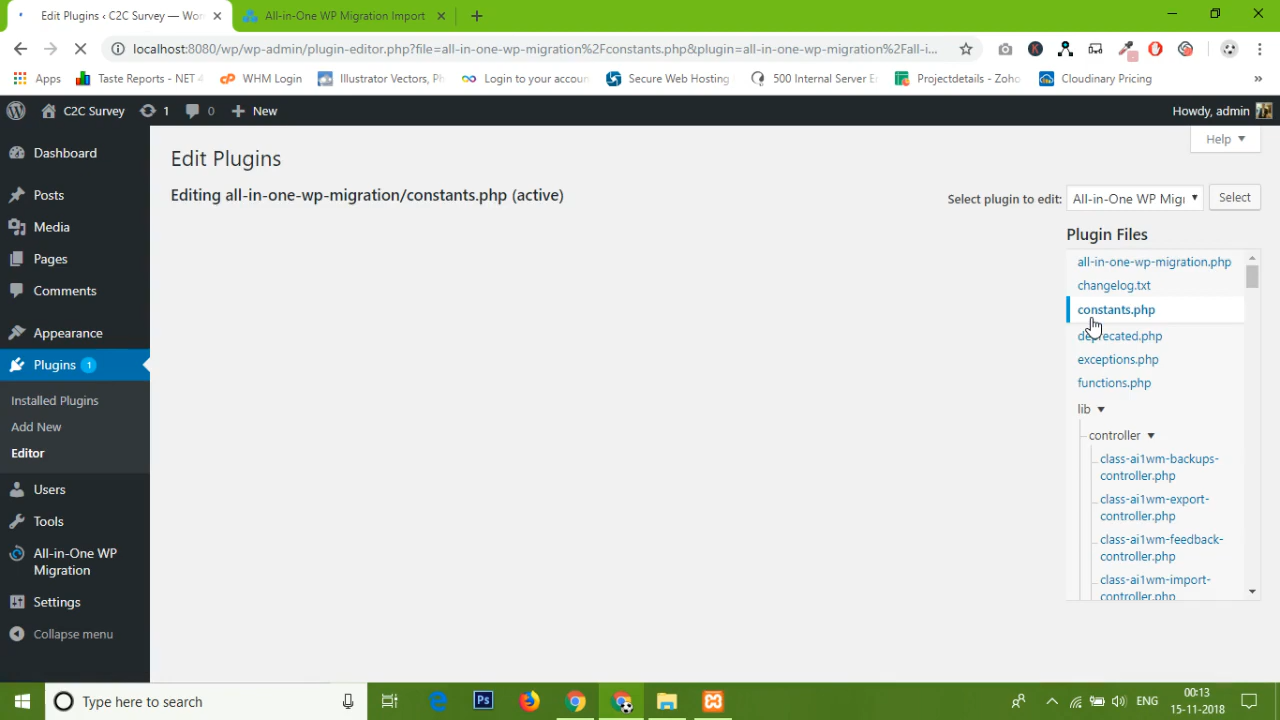 Edit Plugins ‹ C2C Survey — Wor
All-in-One WP Migration Import
localhost:8080/wp/wp-admin/plugin-editor.php?file=all-in-one-wp-migration%2Fconstants.php&plugin=all-in-one-wp-migration%2Fall-i...
Apps
Taste Reports - NET 4
WHM Login
Illustrator Vectors, Ph
Login to your accoun
Secure Web Hosting
500 Internal Server E
Projectdetails - Zoho
Cloudinary Pricing
C2C Survey
1
0
New
Howdy, admin
Help
Dashboard
Posts
Media
Pages
Comments
Appearance
Plugins 1
Installed Plugins
Add New
Editor
Users
Tools
All-in-One WP
Migration
Settings
Collapse menu
Edit Plugins
Editing all-in-one-wp-migration/constants.php (active)
Select plugin to edit:
All-in-One WP Migr
Select
Plugin Files
all-in-one-wp-migration.php
changelog.txt
constants.php
deprecated.php
exceptions.php
functions.php
lib
controller
class-ai1wm-backups-
controller.php
class-ai1wm-export-
controller.php
class-ai1wm-feedback-
controller.php
class-ai1wm-import-
controller.php
Type here to search
Ps
ENG
00:13
15-11-2018